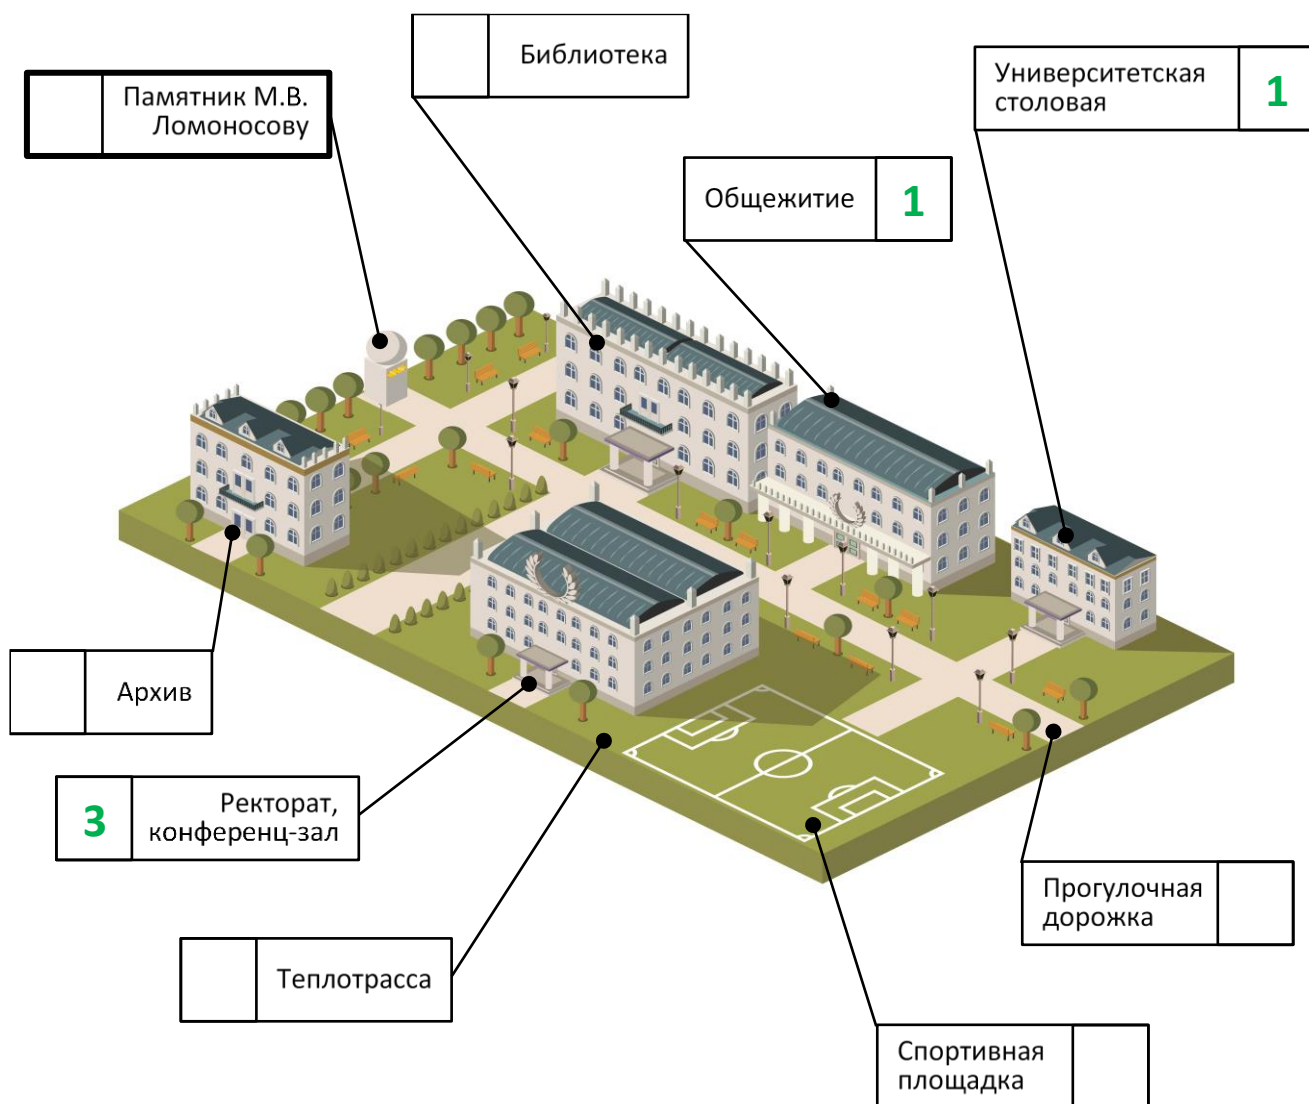 Библиотека
Университетская
столовая
1
Памятник М.В.
Ломоносову
Общежитие
1
Архив
3
Ректорат,
конференц-зал
Прогулочная
дорожка
Теплотрасса
Спортивная
площадка